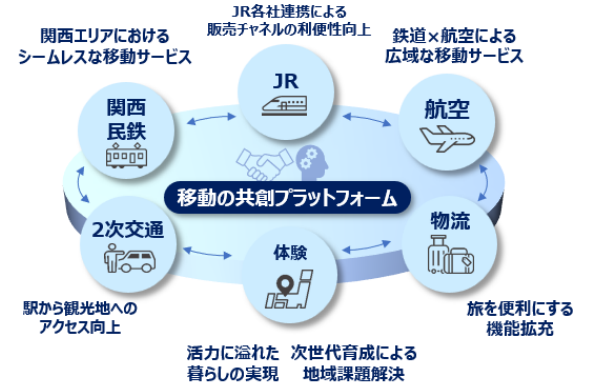 JR各社連携による
販売チャネルの利便性向上
関西エリアにおける
シームレスな移動サービス
鉄道×航空による
広域な移動サービス
JR
関西
民鉄
航空
移動の共創プラットフォーム
2次交通
体験
物流
駅から観光地への
アクセス向上
活力に溢れた
暮らしの実現
次世代育成による
地域課題解決
旅を便利にする
機能拡充